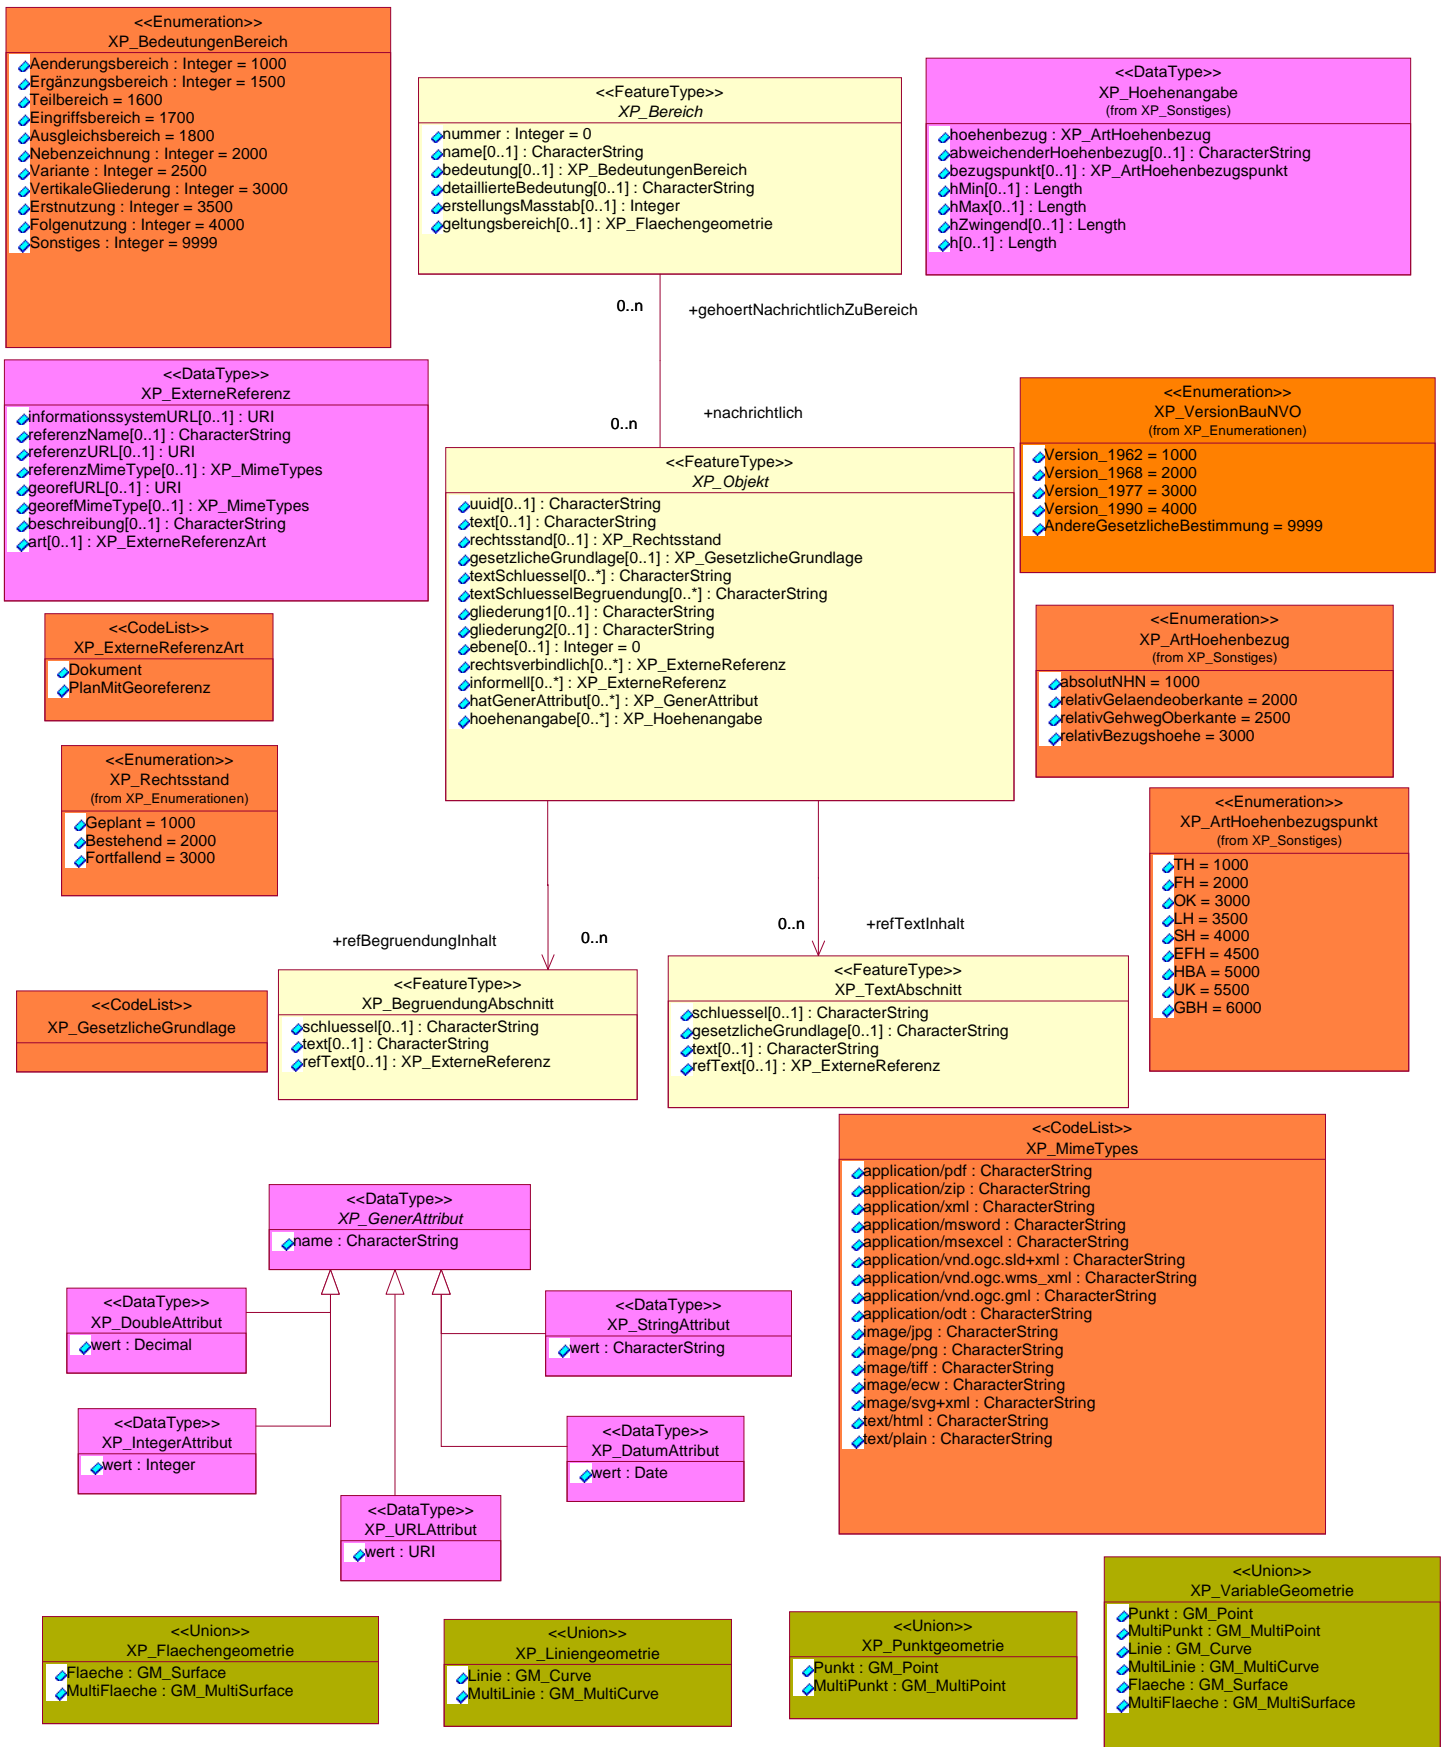 <<Enumeration>>
XP_BedeutungenBereich
Aenderungsbereich : Integer = 1000
Ergänzungsbereich : Integer = 1500
Teilbereich = 1600
Eingriffsbereich = 1700
Ausgleichsbereich = 1800
Nebenzeichnung : Integer = 2000
Variante : Integer = 2500
VertikaleGliederung : Integer = 3000
Erstnutzung : Integer = 3500
Folgenutzung : Integer = 4000
Sonstiges : Integer = 9999
<<FeatureType>>
XP_Bereich
nummer : Integer = 0
name[0..1] : CharacterString
bedeutung[0..1] : XP_BedeutungenBereich
detaillierteBedeutung[0..1] : CharacterString
erstellungsMasstab[0..1] : Integer
geltungsbereich[0..1] : XP_Flaechengeometrie
<<DataType>>
XP_Hoehenangabe
(from XP_Sonstiges)
hoehenbezug : XP_ArtHoehenbezug
abweichenderHoehenbezug[0..1] : CharacterString
bezugspunkt[0..1] : XP_ArtHoehenbezugspunkt
hMin[0..1] : Length
hMax[0..1] : Length
hZwingend[0..1] : Length
h[0..1] : Length
0..n
+gehoertNachrichtlichZuBereich
+nachrichtlich
0..n
<<DataType>>
XP_ExterneReferenz
informationssystemURL[0..1] : URI
referenzName[0..1] : CharacterString
referenzURL[0..1] : URI
referenzMimeType[0..1] : XP_MimeTypes
georefURL[0..1] : URI
georefMimeType[0..1] : XP_MimeTypes
beschreibung[0..1] : CharacterString
art[0..1] : XP_ExterneReferenzArt
<<FeatureType>>
XP_Objekt
uuid[0..1] : CharacterString
text[0..1] : CharacterString
rechtsstand[0..1] : XP_Rechtsstand
gesetzlicheGrundlage[0..1] : XP_GesetzlicheGrundlage
textSchluessel[0..*] : CharacterString
textSchluesselBegruendung[0..*] : CharacterString
gliederung1[0..1] : CharacterString
gliederung2[0..1] : CharacterString
ebene[0..1] : Integer = 0
rechtsverbindlich[0..*] : XP_ExterneReferenz
informell[0..*] : XP_ExterneReferenz
hatGenerAttribut[0..*] : XP_GenerAttribut
hoehenangabe[0..*] : XP_Hoehenangabe
<<Enumeration>>
XP_VersionBauNVO
(from XP_Enumerationen)
Version_1962 = 1000
Version_1968 = 2000
Version_1977 = 3000
Version_1990 = 4000
AndereGesetzlicheBestimmung = 9999
<<CodeList>>
XP_ExterneReferenzArt
Dokument
PlanMitGeoreferenz
<<Enumeration>>
XP_ArtHoehenbezug
(from XP_Sonstiges)
absolutNHN = 1000
relativGelaendeoberkante = 2000
relativGehwegOberkante = 2500
relativBezugshoehe = 3000
<<Enumeration>>
XP_Rechtsstand
(from XP_Enumerationen)
Geplant = 1000
Bestehend = 2000
Fortfallend = 3000
<<Enumeration>>
XP_ArtHoehenbezugspunkt
(from XP_Sonstiges)
TH = 1000
FH = 2000
OK = 3000
LH = 3500
SH = 4000
EFH = 4500
HBA = 5000
UK = 5500
GBH = 6000
+refBegruendungInhalt
0..n
0..n
+refTextInhalt
<<CodeList>>
XP_GesetzlicheGrundlage
<<FeatureType>>
XP_BegruendungAbschnitt
schluessel[0..1] : CharacterString
text[0..1] : CharacterString
refText[0..1] : XP_ExterneReferenz
<<FeatureType>>
XP_TextAbschnitt
schluessel[0..1] : CharacterString
gesetzlicheGrundlage[0..1] : CharacterString
text[0..1] : CharacterString
refText[0..1] : XP_ExterneReferenz
<<CodeList>>
XP_MimeTypes
application/pdf : CharacterString
application/zip : CharacterString
application/xml : CharacterString
application/msword : CharacterString
application/msexcel : CharacterString
application/vnd.ogc.sld+xml : CharacterString
application/vnd.ogc.wms_xml : CharacterString
application/vnd.ogc.gml : CharacterString
application/odt : CharacterString
image/jpg : CharacterString
image/png : CharacterString
image/tiff : CharacterString
image/ecw : CharacterString
image/svg+xml : CharacterString
text/html : CharacterString
text/plain : CharacterString
<<DataType>>
XP_GenerAttribut
name : CharacterString
<<DataType>>
XP_DoubleAttribut
wert : Decimal
<<DataType>>
XP_StringAttribut
wert : CharacterString
<<DataType>>
XP_IntegerAttribut
wert : Integer
<<DataType>>
XP_DatumAttribut
wert : Date
<<DataType>>
XP_URLAttribut
wert : URI
<<Union>>
XP_Flaechengeometrie
Flaeche : GM_Surface
MultiFlaeche : GM_MultiSurface
<<Union>>
XP_Liniengeometrie
Linie : GM_Curve
MultiLinie : GM_MultiCurve
<<Union>>
XP_Punktgeometrie
Punkt : GM_Point
MultiPunkt : GM_MultiPoint
<<Union>>
XP_VariableGeometrie
Punkt : GM_Point
MultiPunkt : GM_MultiPoint
Linie : GM_Curve
MultiLinie : GM_MultiCurve
Flaeche : GM_Surface
MultiFlaeche : GM_MultiSurface